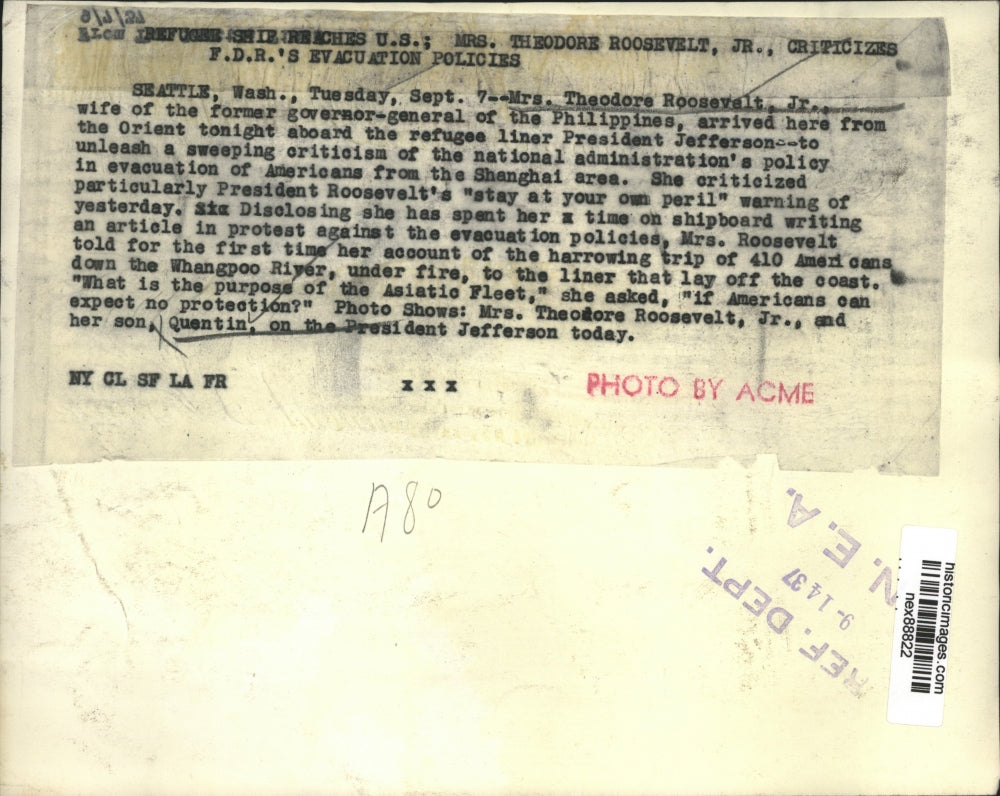 REFUGEE SHIP REACHES U.S.; MRS. THEODORE ROOSEVELT, JR., CRITICIZES
F.D.R.'S EVACUATION POLICIES
SEATTLE, Wash., Tuesday, Sept. 7--Mrs. Theodore Roosevelt, Jr.,
wife of the former governor-general of the Philippines, arrived here from
the Orient tonight aboard the refugee liner President Jefferson--to
unleash a sweeping criticism of the national administration's policy
in evacuation of Americans from the Shanghai area. She criticized
particularly President Roosevelt's "stay at your own peril" warning of
yesterday. Disclosing she has spent her x time on shipboard writing
an article in protest against the evacuation policies, Mrs. Roosevelt
told for the first time her account of the harrowing trip of 410 Americans
down the Whangpoo River, under fire, to the liner that lay off the coast.
"What is the purpose of the Asiatic Fleet," she asked, "if Americans can
expect no protection?" Photo Shows: Mrs. Theodore Roosevelt, Jr., and
her son, Quentin, on the President Jefferson today.
NY CL SF LA FR x x x PHOTO BY ACME
A80
N. E. A.
9-14 37
REF. DEPT.
historicimages.com
nex88822